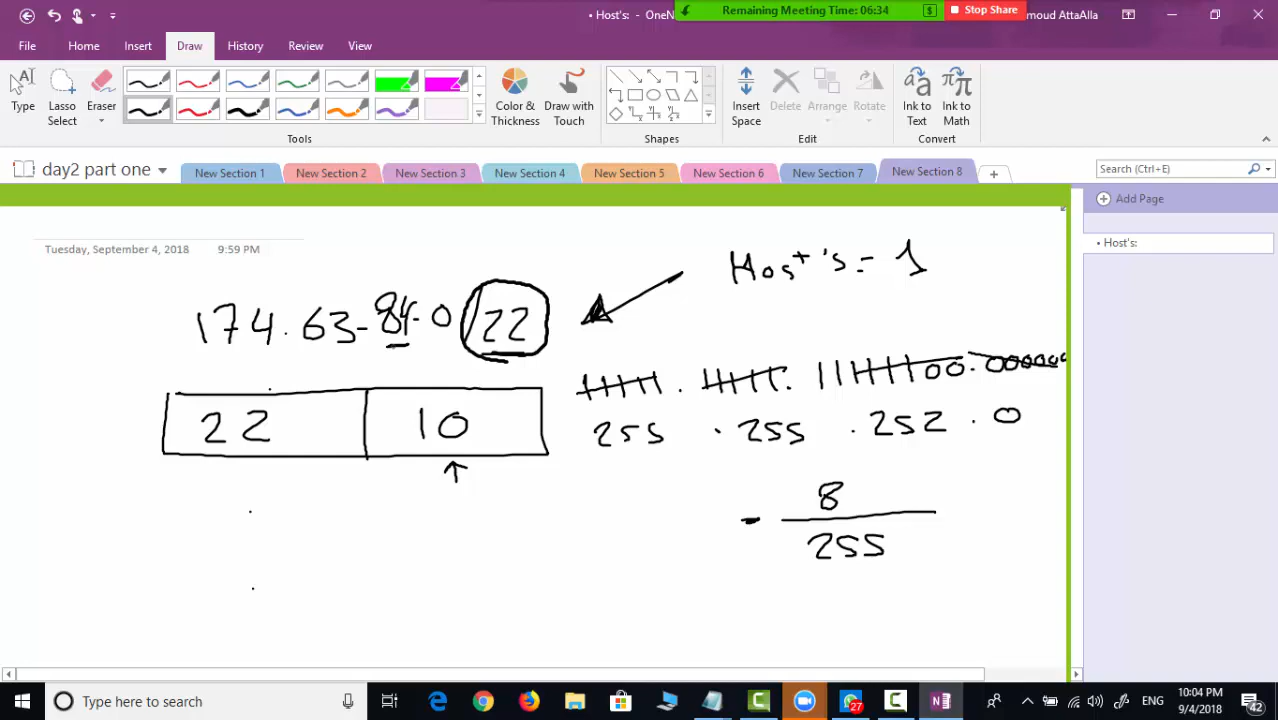 Host's: - OneN
Remaining Meeting Time: 06:34
$
Stop Share
moud AttaAlla
File Home Insert Draw History Review View
Type
Lasso Select
Eraser
Color & Thickness
Draw with Touch
Insert Space
Delete
Arrange
Rotate
Ink to Text
Ink to Math
Tools
Shapes
Edit
Convert
day2 part one
New Section 1
New Section 2
New Section 3
New Section 4
New Section 5
New Section 6
New Section 7
New Section 8
Search (Ctrl+E)
Add Page
Host's:
Tuesday, September 4, 2018 9:59 PM
Host's = 1
174.63-84-0 22
22 10
1111100.000000
255 . 255 . 252 . 0
- 8
255
Type here to search
27
ENG
10:04 PM
9/4/2018
42